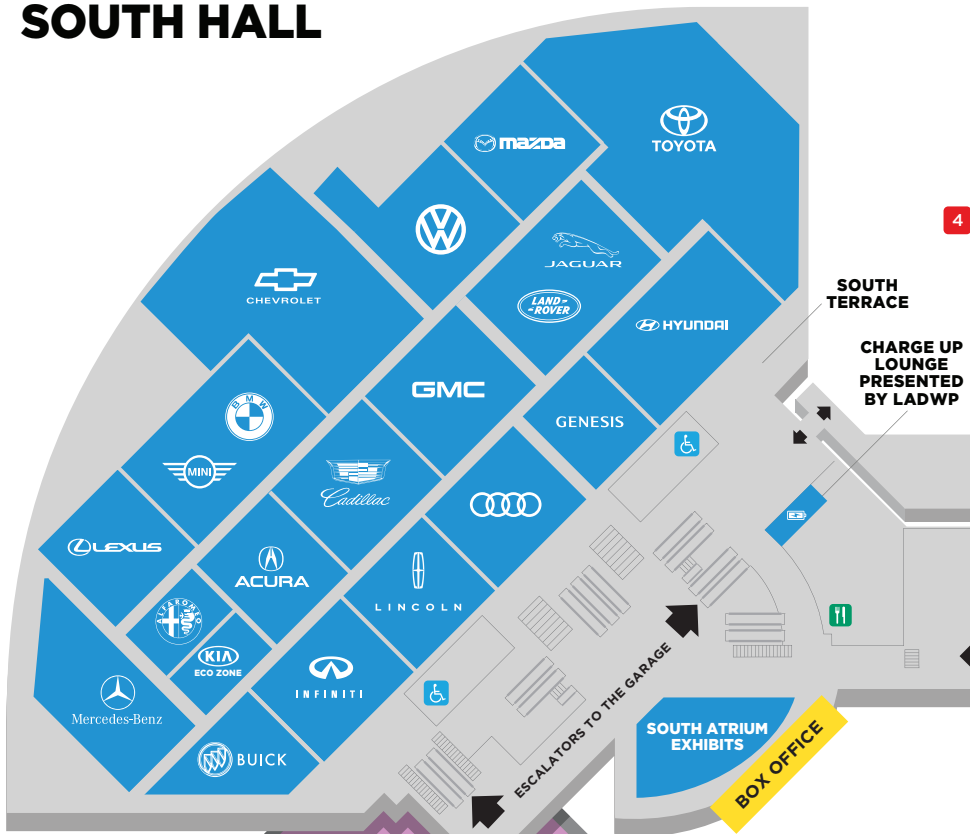 SOUTH HALL
mazda
TOYOTA
4
VW
JAGUAR
LAND-
-ROVER
CHEVROLET
HYUNDAI
SOUTH
TERRACE
CHARGE UP
LOUNGE
PRESENTED
BY LADWP
GMC
BMW
GENESIS
MINI
Cadillac
LEXUS
ACURA
LINCOLN
ALFA ROMEO
KIA
ECO ZONE
INFINITI
Mercedes-Benz
BUICK
ESCALATORS TO THE GARAGE
SOUTH ATRIUM
EXHIBITS
BOX OFFICE